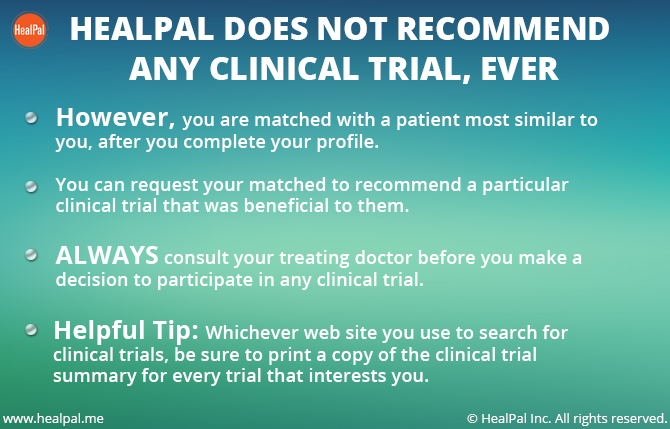 HealPal
HEALPAL DOES NOT RECOMMEND
ANY CLINICAL TRIAL, EVER
However, you are matched with a patient most similar to
you, after you complete your profile.
You can request your matched to recommend a particular
clinical trial that was beneficial to them.
ALWAYS consult your treating doctor before you make a
decision to participate in any clinical trial.
Helpful Tip: Whichever web site you use to search for
clinical trials, be sure to print a copy of the clinical trial
summary for every trial that interests you.
www.healpal.me
© HealPal Inc. All rights reserved.